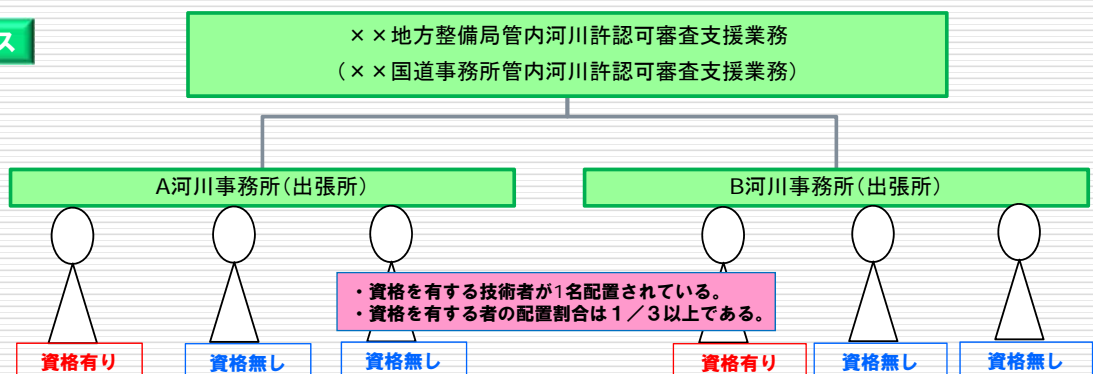 ス
××地方整備局管内河川許認可審査支援業務
(××国道事務所管内河川許認可審査支援業務)
A河川事務所(出張所)
B河川事務所(出張所)
・資格を有する技術者が1名配置されている。
・資格を有する者の配置割合は1/3以上である。
資格有り
資格無し
資格無し
資格有り
資格無し
資格無し